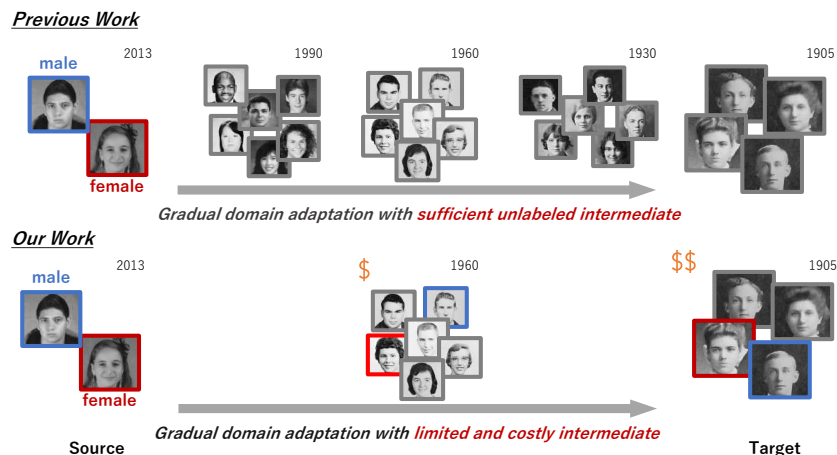 Previous Work
male
2013
1990
1960
1930
1905
female
Gradual domain adaptation with sufficient unlabeled intermediate
Our Work
male
2013
$
1960
$$
1905
female
Gradual domain adaptation with limited and costly intermediate
Source
Target